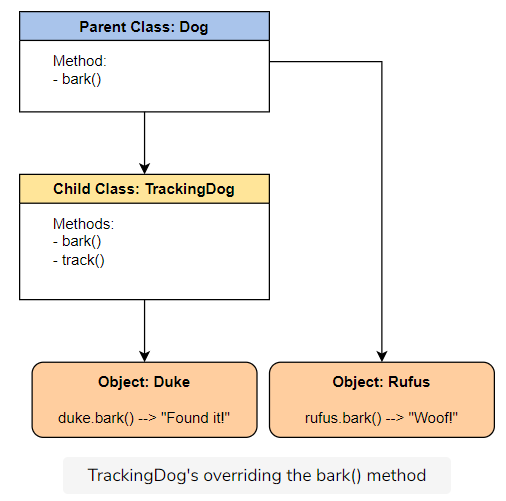 Parent Class: Dog
Method:
- bark()
Child Class: TrackingDog
Methods:
- bark()
- track()
Object: Duke
duke.bark() --> "Found it!"
Object: Rufus
rufus.bark() --> "Woof!"
TrackingDog's overriding the bark() method